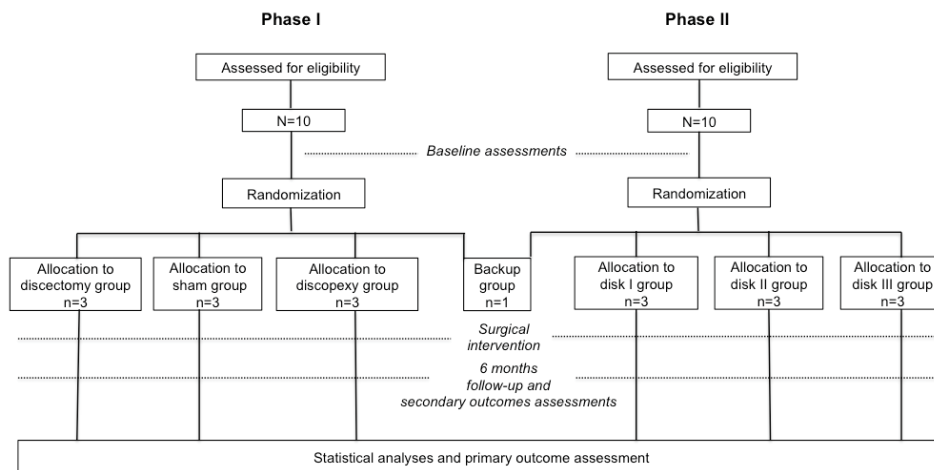 Phase I
Phase II
Assessed for eligibility
Assessed for eligibility
N=10
N=10
Baseline assessments
Randomization
Randomization
Allocation to
discectomy group
n=3
Allocation to
sham group
n=3
Allocation to
discopexy group
n=3
Backup
group
n=1
Allocation to
disk I group
n=3
Allocation to
disk II group
n=3
Allocation to
disk III group
n=3
Surgical
intervention
6 months
follow-up and
secondary outcomes assessments
Statistical analyses and primary outcome assessment